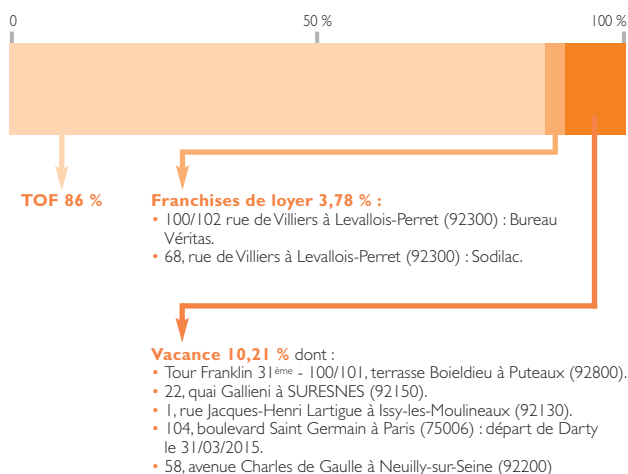 0 50 % 100 %
TOF 86 %
Franchises de loyer 3,78 % :
• 100/102 rue de Villiers à Levallois-Perret (92300) : Bureau
Véritas.
• 68, rue de Villiers à Levallois-Perret (92300) : Sodilac.
Vacance 10,21 % dont :
• Tour Franklin 31ème - 100/101, terrasse Boieldieu à Puteaux (92800).
• 22, quai Gallieni à SURESNES (92150).
• 1, rue Jacques-Henri Lartigue à Issy-les-Moulineaux (92130).
• 104, boulevard Saint Germain à Paris (75006) : départ de Darty
le 31/03/2015.
• 58, avenue Charles de Gaulle à Neuilly-sur-Seine (92200)